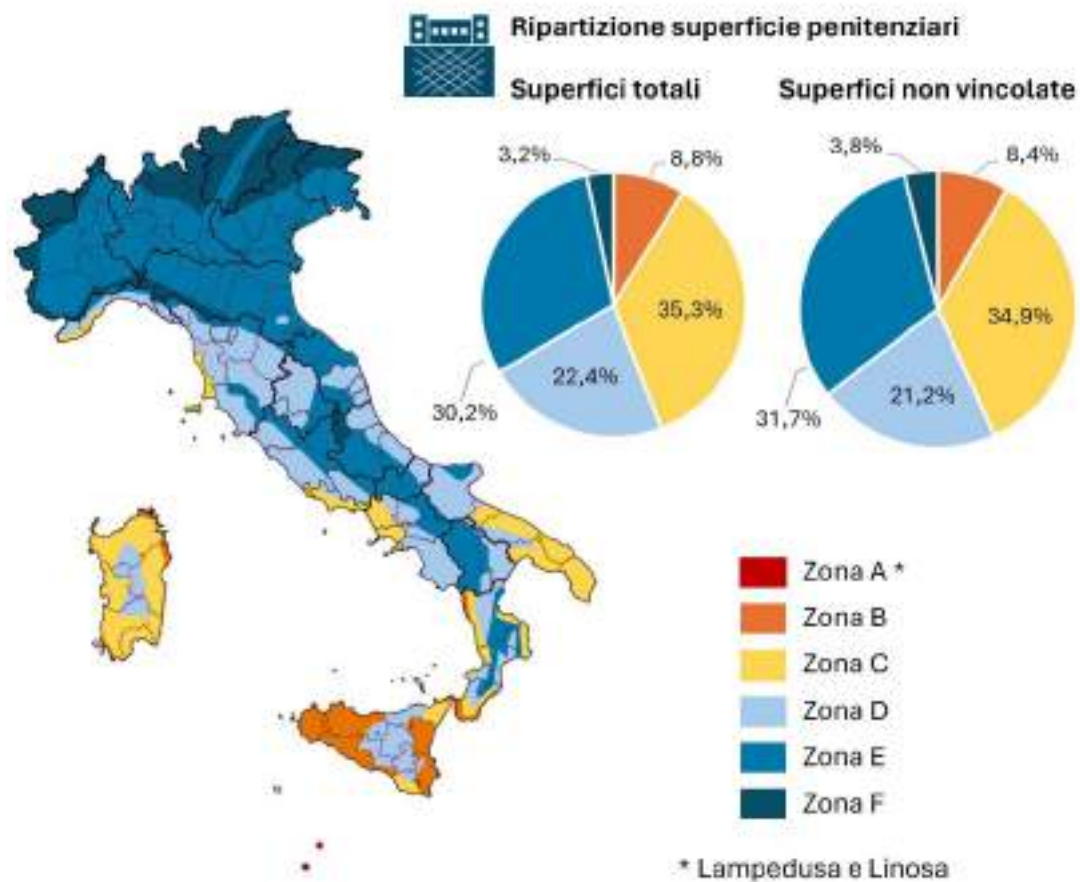 Ripartizione superficie penitenziari
Superfici totali
Superfici non vincolate
3,2%
8,8%
35,3%
22,4%
30,2%
3,8%
8,4%
34,9%
21,2%
31,7%
Zona A *
Zona B
Zona C
Zona D
Zona E
Zona F
* Lampedusa e Linosa